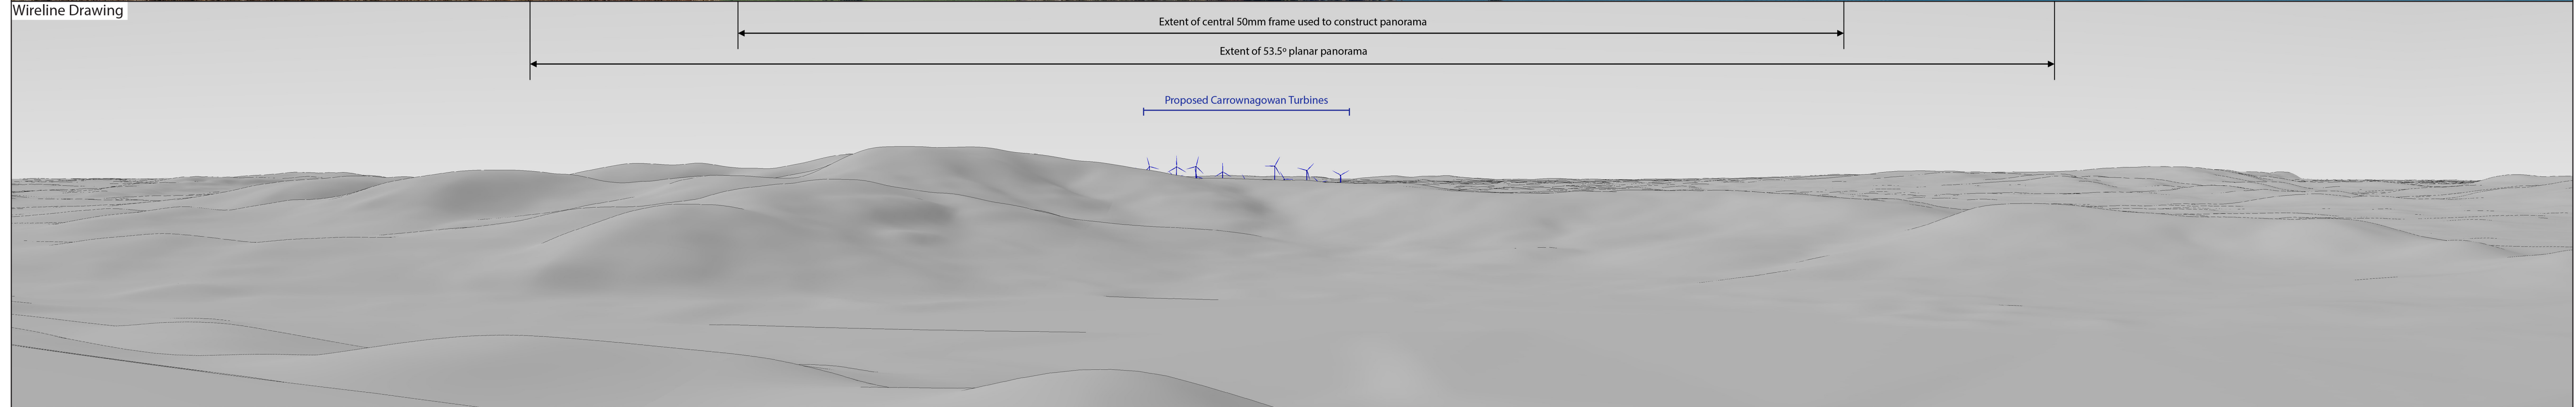 Wireline Drawing
Extent of central 50mm frame used to construct panorama
Extent of 53.5º planar panorama
Proposed Carrownagowan Turbines